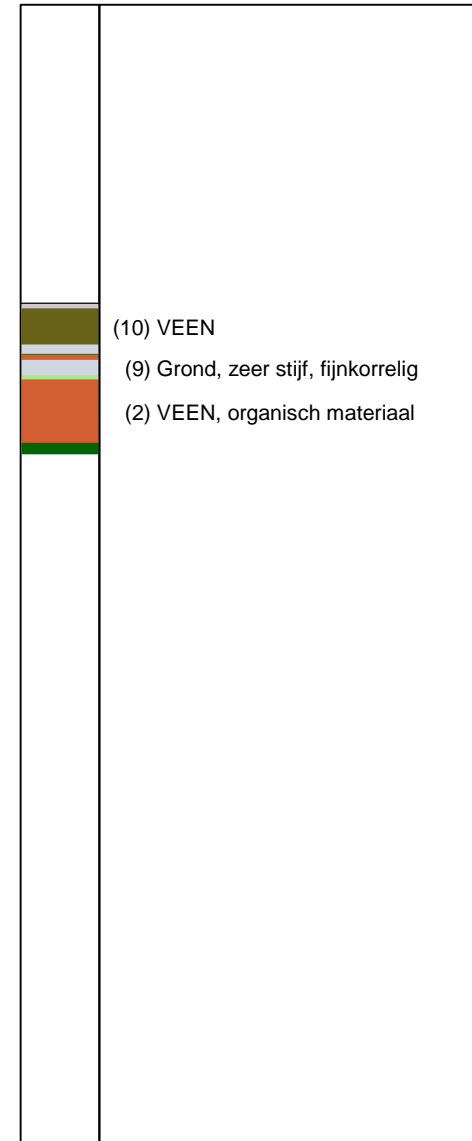 (10) VEEN
(9) Grond, zeer stijf, fijnkorrelig
(2) VEEN, organisch materiaal